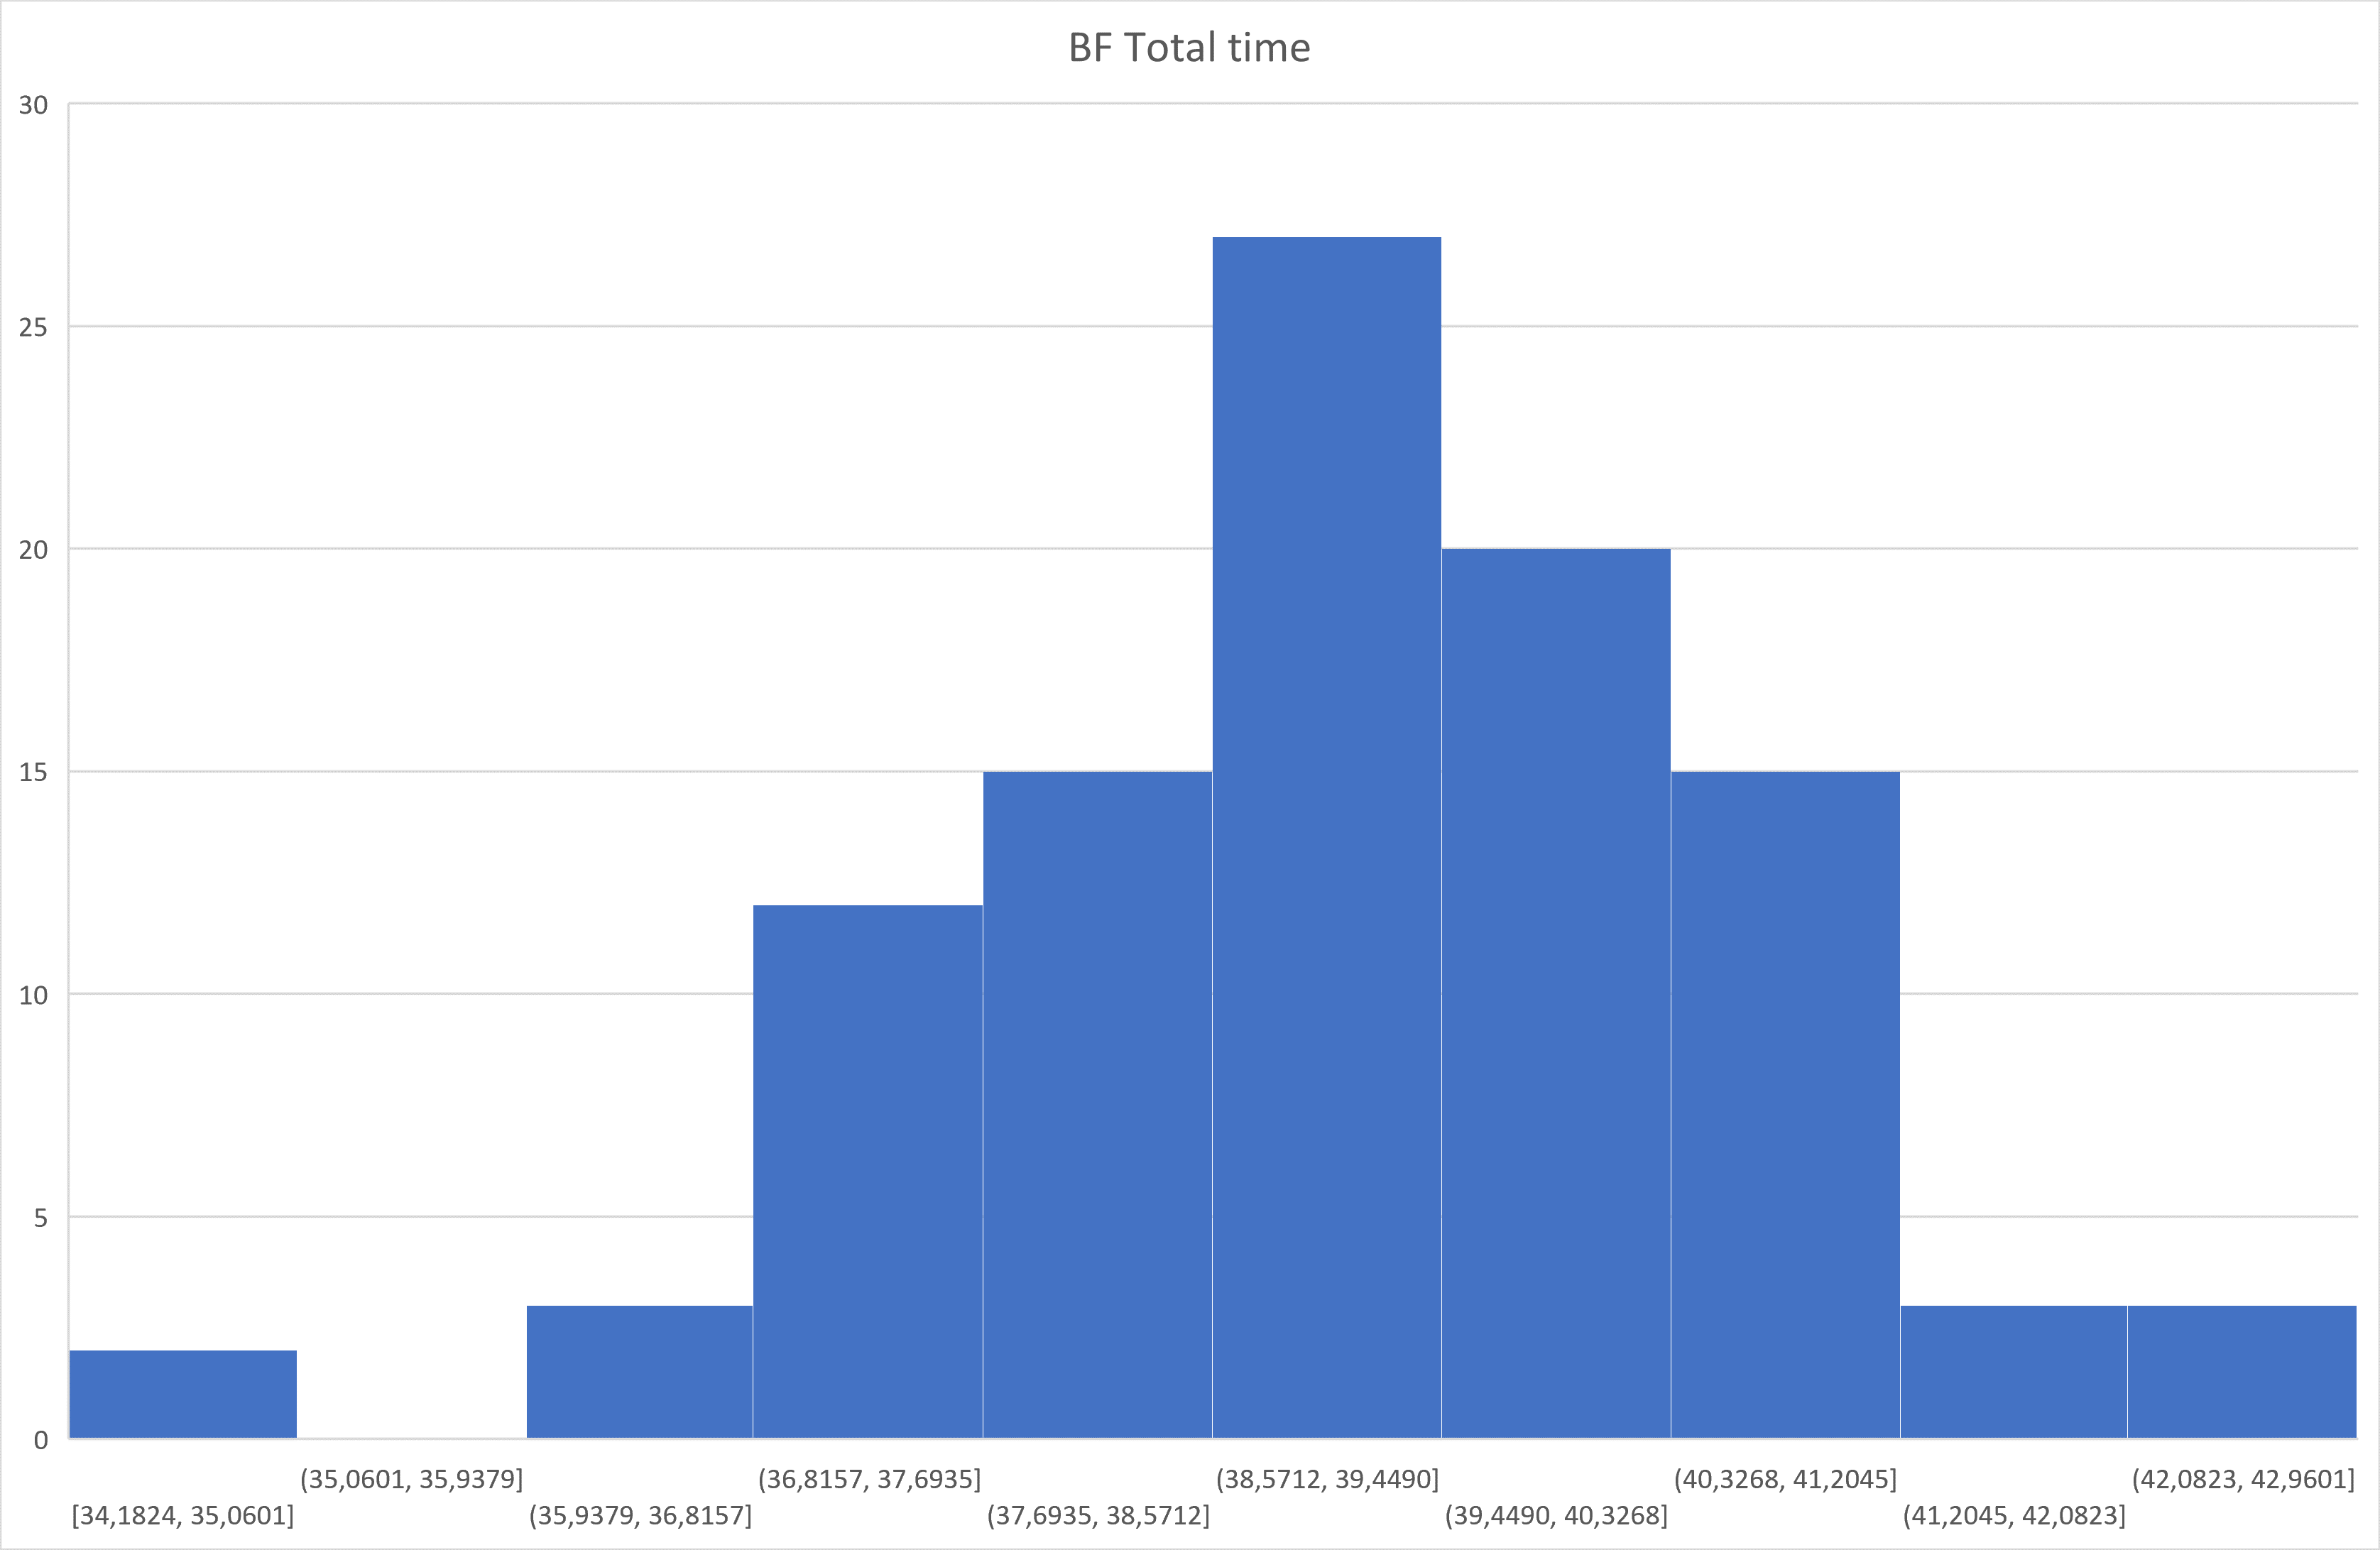 BF Total time
30
25
20
15
10
5
0
(35,0601, 35,9379] (36,8157, 37,6935] (38,5712, 39,4490] (40,3268, 41,2045] (42,0823, 42,9601]
[34,1824, 35,0601] (35,9379, 36,8157] (37,6935, 38,5712] (39,4490, 40,3268] (41,2045, 42,0823]